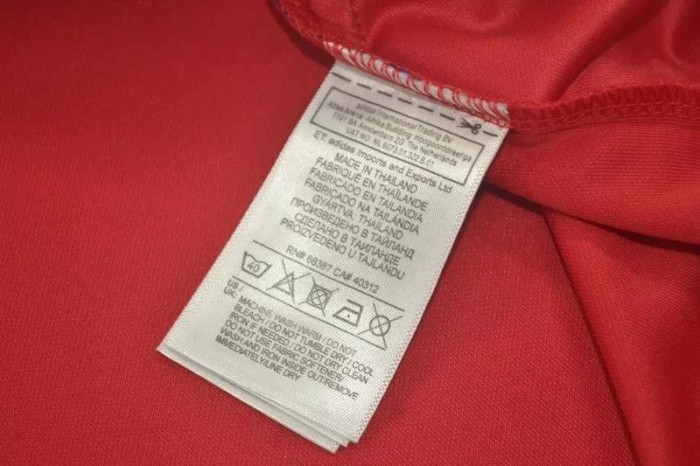 adidas International Trading BV
Atlas Arena - Afrika Building Hoogoorddreef 9a
1101 BA Amsterdam ZO The Netherlands
VAT NO. NL 8073.01.322.B.01
ET: adidas Imports and Exports Ltd
MADE IN THAILAND
FABRIQUÉ EN THAÏLANDE
FABRICADO EN TAILANDIA
FABRICADO NA TAILÂNDIA
GYÁRTVA: THAILAND
ПРОИЗВЕДЕНО В ТАЙЛАНД
СДЕЛАНО В ТАИЛАНДЕ
PROIZVEDENO U TAJLANDU
RN# 88387 CA# 40312
40
US /
UK: MACHINE WASH WARM / DO NOT
BLEACH / DO NOT TUMBLE DRY / COOL
IRON IF NEEDED / DO NOT DRY CLEAN
DO NOT USE FABRIC SOFTENER/
WASH AND IRON INSIDE OUT/REMOVE
IMMEDIATELY/LINE DRY